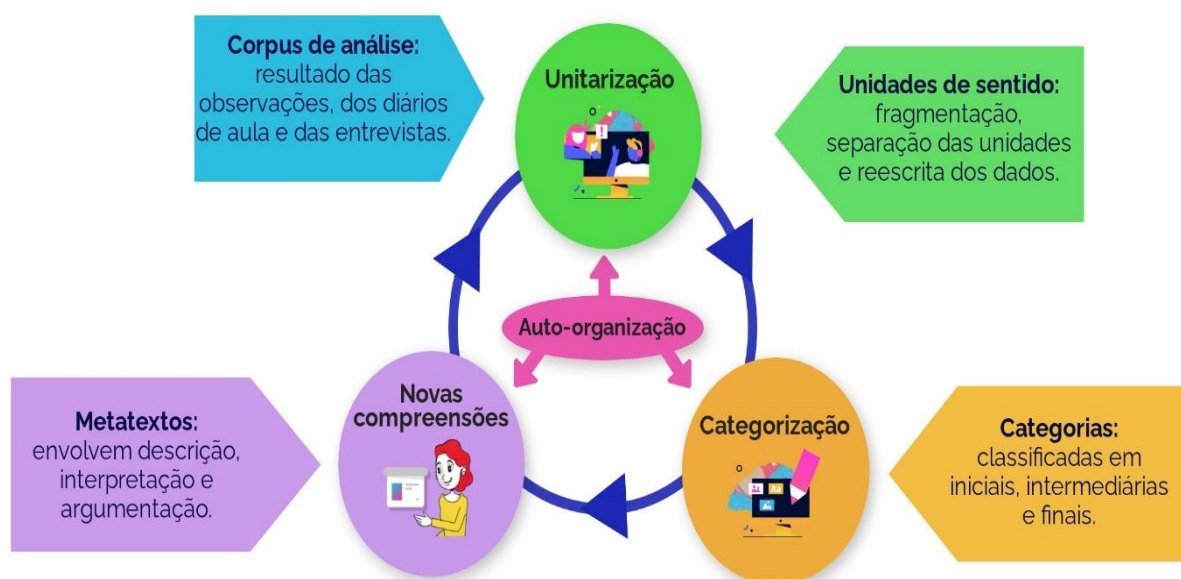 Corpus de análise:
resultado das
observações, dos diários
de aula e das entrevistas.
Unitarização
Unidades de sentido:
fragmentação,
separação das unidades
e reescrita dos dados.
Auto-organização
Metatextos:
envolvem descrição,
interpretação e
argumentação.
Novas
compreensões
Categorização
Aa
Categorias:
classificadas em
iniciais, intermediárias
e finais.